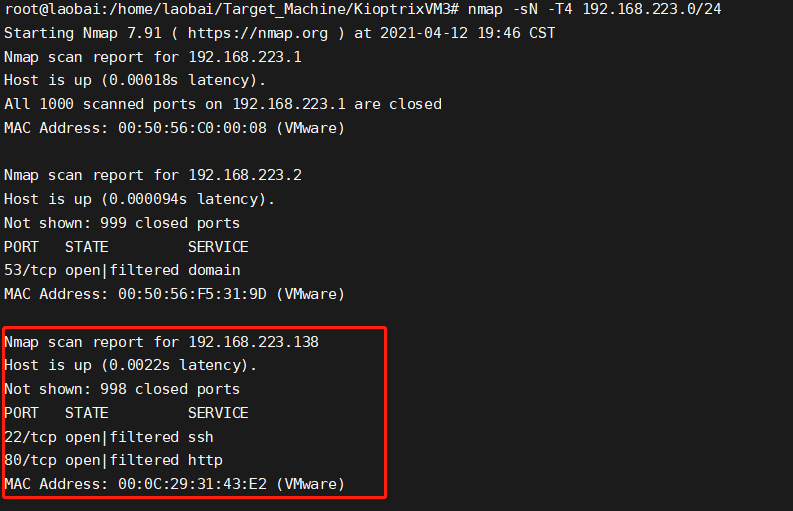 root@laobai:/home/laobai/Target_Machine/KioptrixVM3# nmap -sN -T4 192.168.223.0/24
Starting Nmap 7.91 ( https://nmap.org ) at 2021-04-12 19:46 CST
Nmap scan report for 192.168.223.1
Host is up (0.00018s latency).
All 1000 scanned ports on 192.168.223.1 are closed
MAC Address: 00:50:56:C0:00:08 (VMware)

Nmap scan report for 192.168.223.2
Host is up (0.000094s latency).
Not shown: 999 closed ports
PORT   STATE         SERVICE
53/tcp open|filtered domain
MAC Address: 00:50:56:F5:31:9D (VMware)

Nmap scan report for 192.168.223.138
Host is up (0.0022s latency).
Not shown: 998 closed ports
PORT   STATE         SERVICE
22/tcp open|filtered ssh
80/tcp open|filtered http
MAC Address: 00:0C:29:31:43:E2 (VMware)